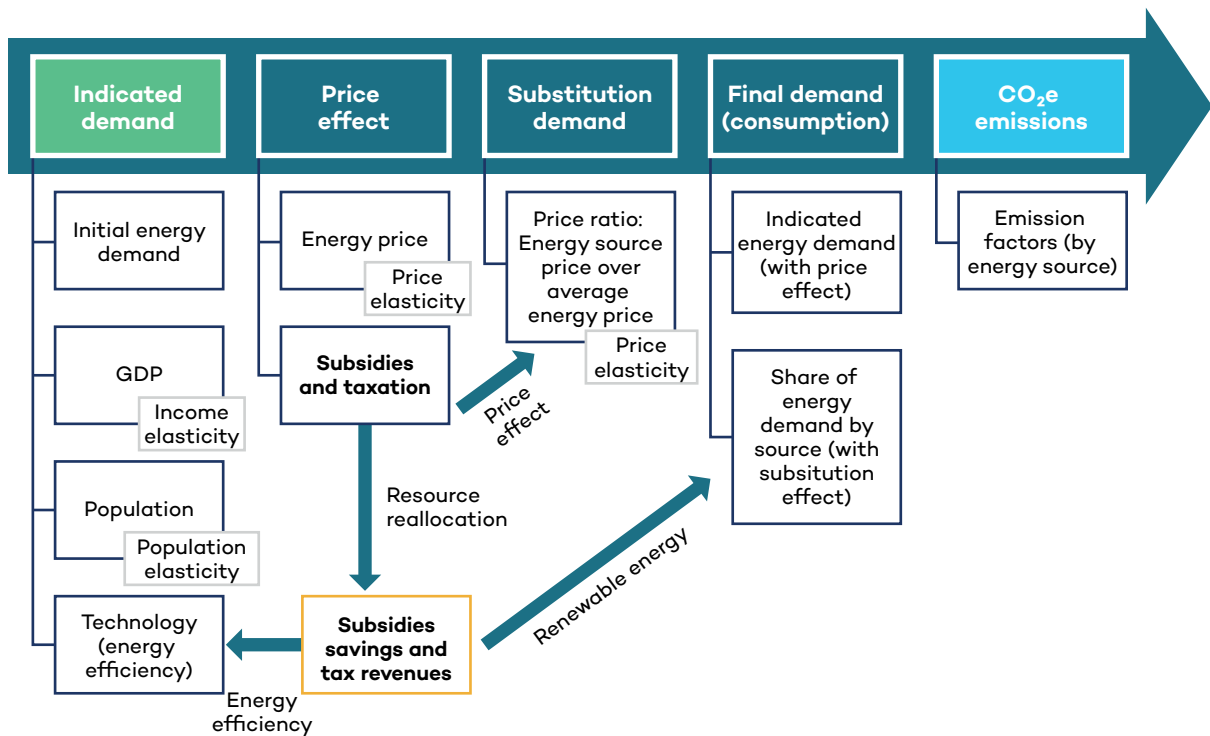 Indicated
demand
Price
effect
Substitution
demand
Final demand
(consumption)
CO₂e
emissions
Initial energy
demand
GDP
Income
elasticity
Population
Population
elasticity
Technology
(energy
efficiency)
Energy price
Price
elasticity
Subsidies
and taxation
Price
effect
Resource
reallocation
Subsidies
savings and
tax revenues
Energy
efficiency
Renewable energy
Price ratio:
Energy source
price over
average
energy price
Price
elasticity
Indicated
energy demand
(with price
effect)
Share of
energy
demand by
source (with
subsitution
effect)
Emission
factors (by
energy source)